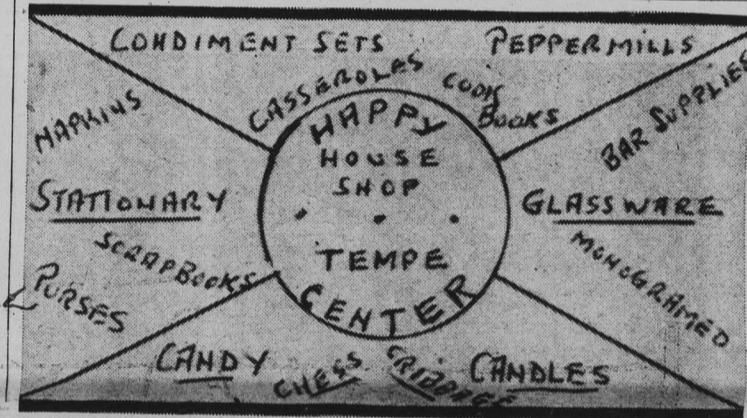 CONDIMENT SETS PEPPERMILLS
CASSEROLES COOK BOOKS
NAPKINS
BAR SUPPLIES
HAPPY
HOUSE
SHOP
STATIONARY
GLASSWARE
TEMPE
CENTER
SCRAPBOOKS
MONOGRAMED
PURSES
CANDY
CHESS
CRIBBAGE
CANDLES